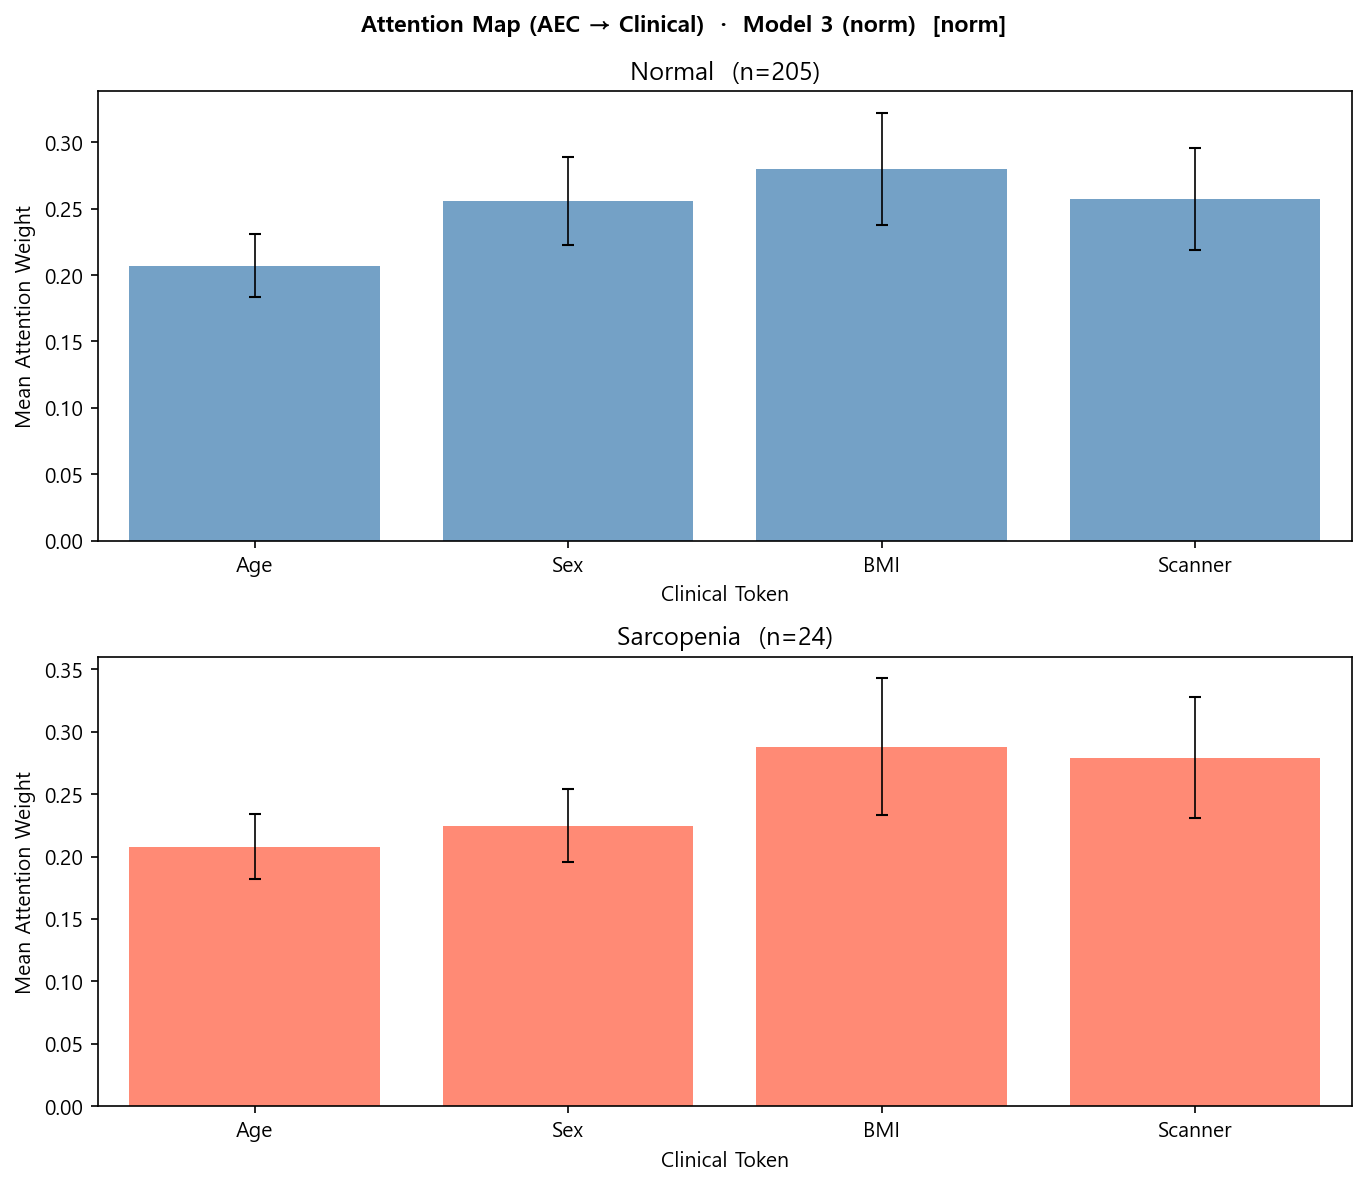 Attention Map (AEC → Clinical) · Model 3 (norm) [norm]
Normal (n=205)
Mean Attention Weight
0.30
0.25
0.20
0.15
0.10
0.05
0.00
Age Sex BMI Scanner
Clinical Token
Sarcopenia (n=24)
Mean Attention Weight
0.35
0.30
0.25
0.20
0.15
0.10
0.05
0.00
Age Sex BMI Scanner
Clinical Token